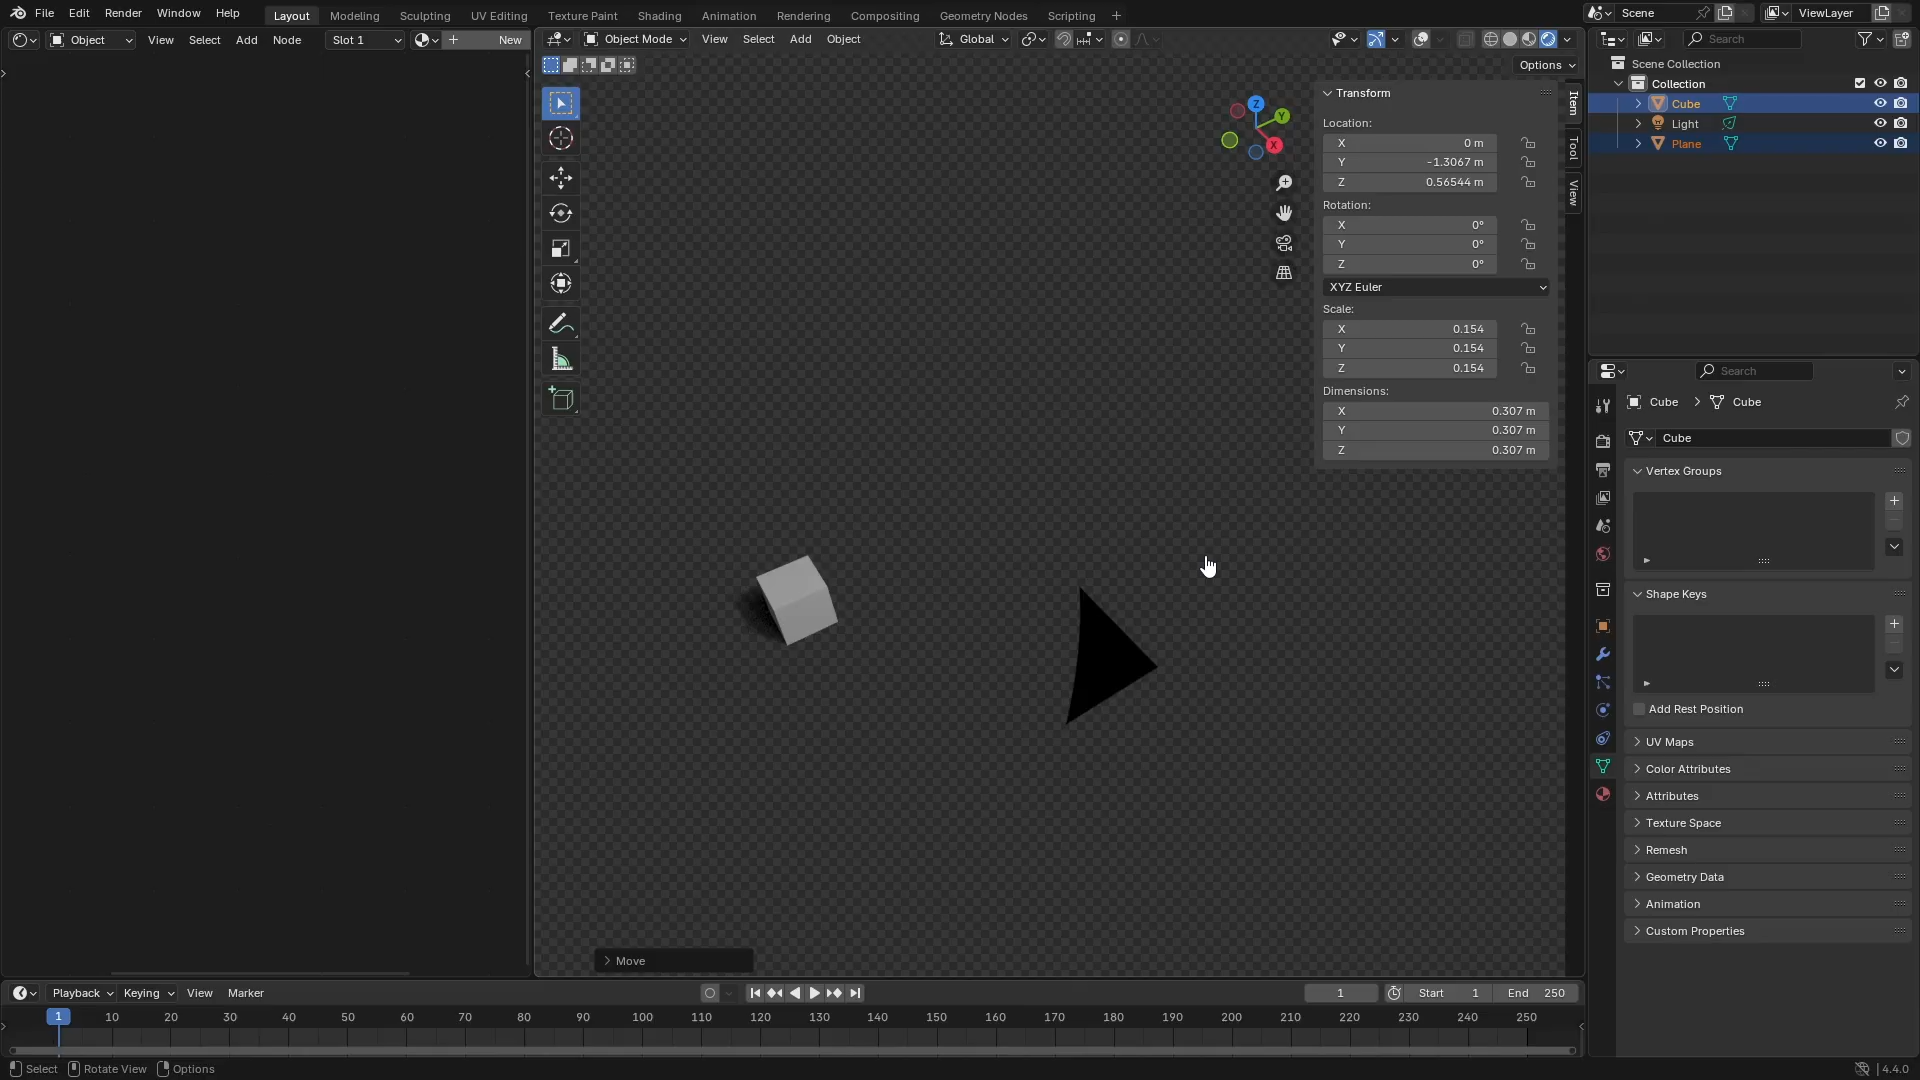 File Edit Render Window Help Layout Modeling Sculpting UV Editing Texture Paint Shading Animation Rendering Compositing Geometry Nodes Scripting + Scene ViewLayer
Object View Select Add Node Slot 1 New
Object Mode View Select Add Object Global
Search
Options
Scene Collection
Collection
Cube
Light
Plane
Z
Y
X
Item
Tool
View
Transform
Location:
X 0 m
Y -1.3067 m
Z 0.56544 m
Rotation:
X 0°
Y 0°
Z 0°
XYZ Euler
Scale:
X 0.154
Y 0.154
Z 0.154
Dimensions:
X 0.307 m
Y 0.307 m
Z 0.307 m
Search
Cube > Cube
Cube
Vertex Groups
Shape Keys
Add Rest Position
UV Maps
Color Attributes
Attributes
Texture Space
Remesh
Geometry Data
Animation
Custom Properties
Move
Playback Keying View Marker 1 Start 1 End 250
1 10 20 30 40 50 60 70 80 90 100 110 120 130 140 150 160 170 180 190 200 210 220 230 240 250
Select Rotate View Options 4.4.0